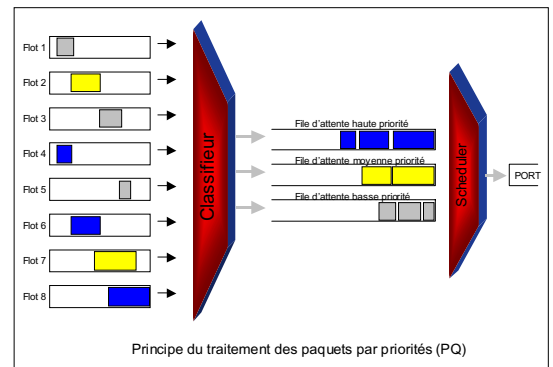 Flot 1
Flot 2
Flot 3
Flot 4
Flot 5
Flot 6
Flot 7
Flot 8
Classifieur
File d'attente haute priorité
File d'attente moyenne priorité
File d'attente basse priorité
Scheduler
PORT
Principe du traitement des paquets par priorités (PQ)